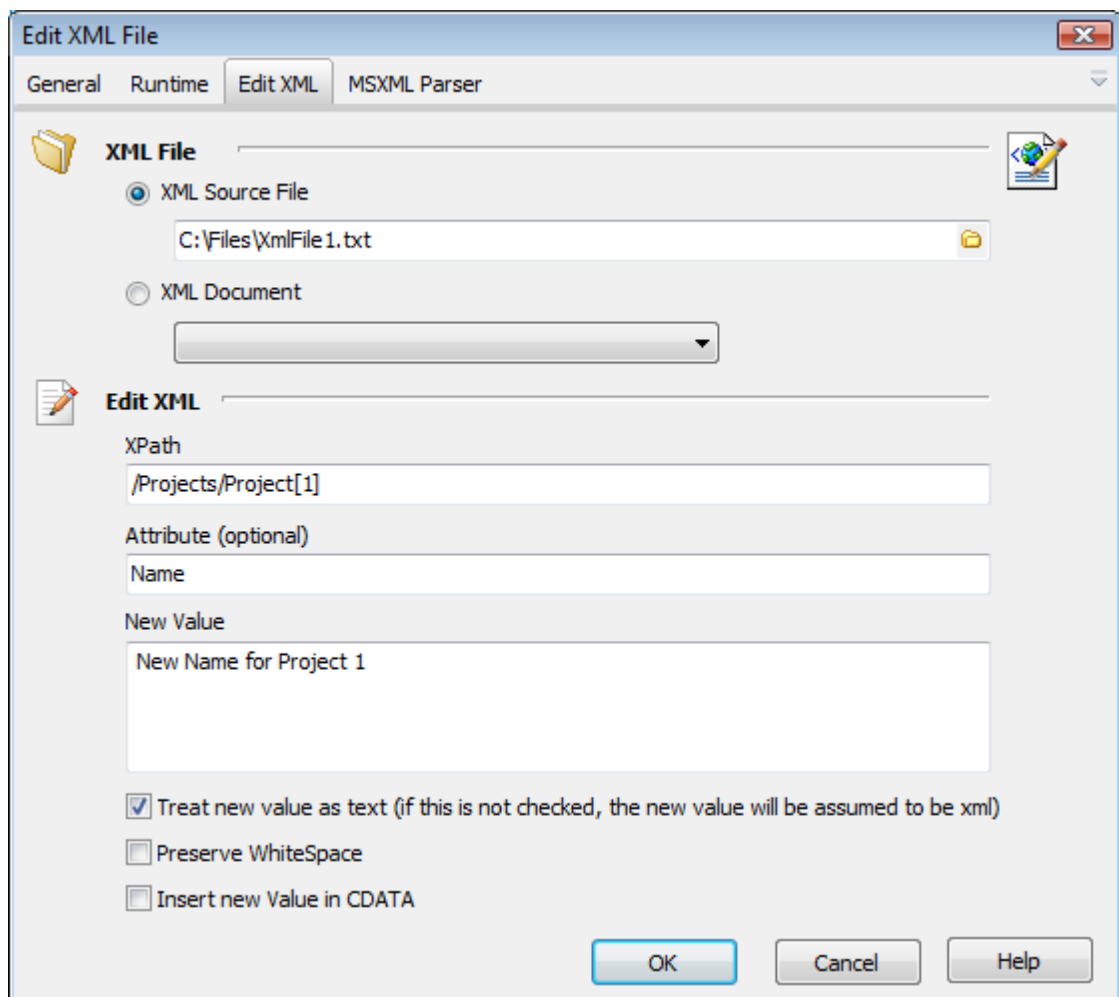 Edit XML File
General Runtime Edit XML MSXML Parser
XML File
XML Source File
C:\Files\XmlFile1.txt
XML Document
Edit XML
XPath
/Projects/Project[1]
Attribute (optional)
Name
New Value
New Name for Project 1
Treat new value as text (if this is not checked, the new value will be assumed to be xml)
Preserve WhiteSpace
Insert new Value in CDATA
OK Cancel Help